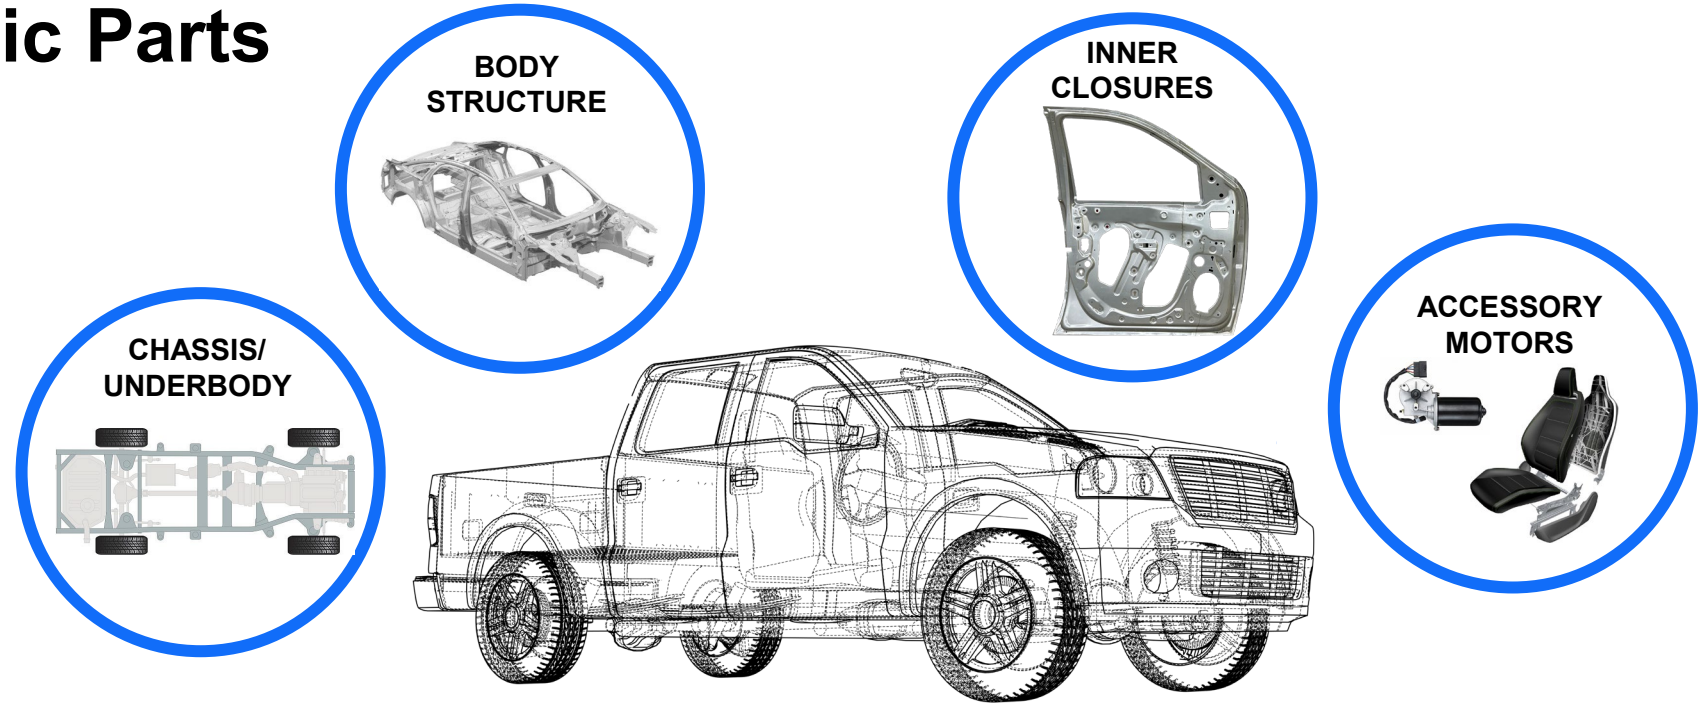 ic Parts
BODY
STRUCTURE
INNER
CLOSURES
CHASSIS/
UNDERBODY
ACCESSORY
MOTORS